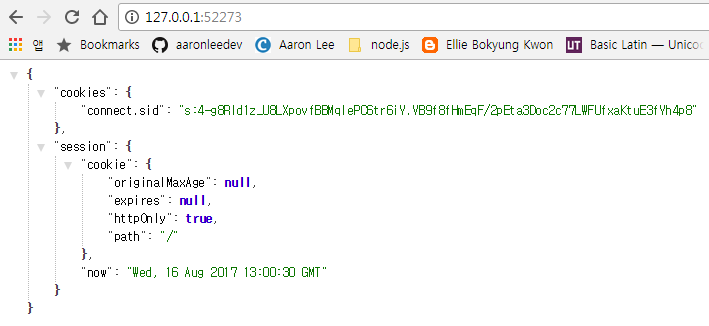 127.0.0.1:52273
앱 Bookmarks aaronleedev Aaron Lee node.js Ellie Bokyung Kwon UT Basic Latin — Unico
{
"cookies": {
"connect.sid": "s:4-g8Rld1z_U8LXpovfBBMqlePC6tr6iY.VB9f8fHmEqF/2pEta3Doc2c77LWFUfxaKtuE3fYh4p8"
},
"session": {
"cookie": {
"originalMaxAge": null,
"expires": null,
"httpOnly": true,
"path": "/"
},
"now": "Wed, 16 Aug 2017 13:00:30 GMT"
}
}